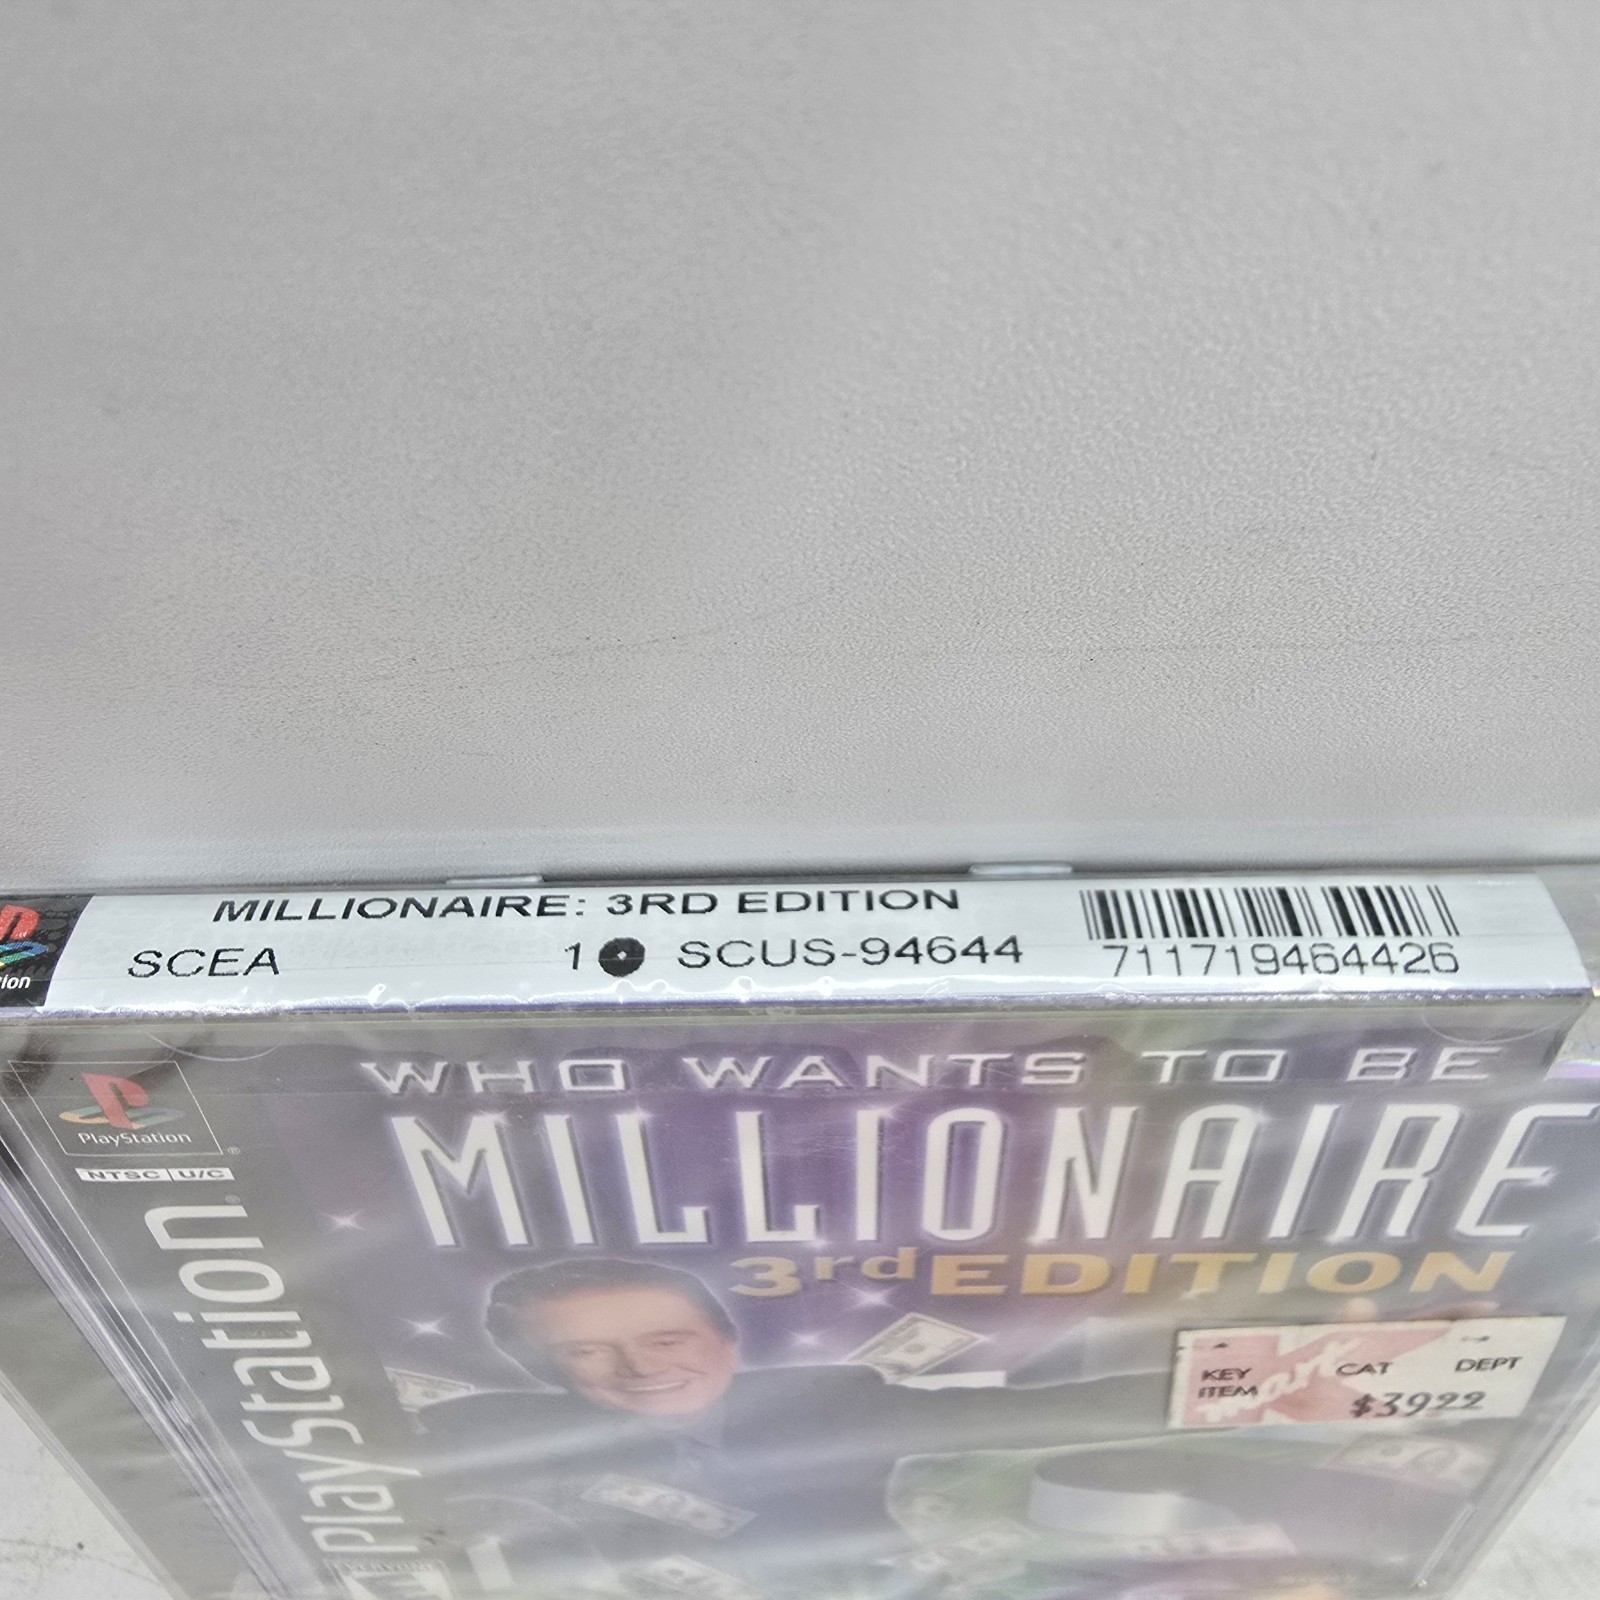 MILLIONAIRE: 3RD EDITION
SCEA 1 SCUS-94644
711719464426
PlayStation
NTSC U/C
PlayStation
WHO WANTS TO BE
MILLIONAIRE
3rd EDITION
KEY CAT DEPT
ITEM
mart
$39.22